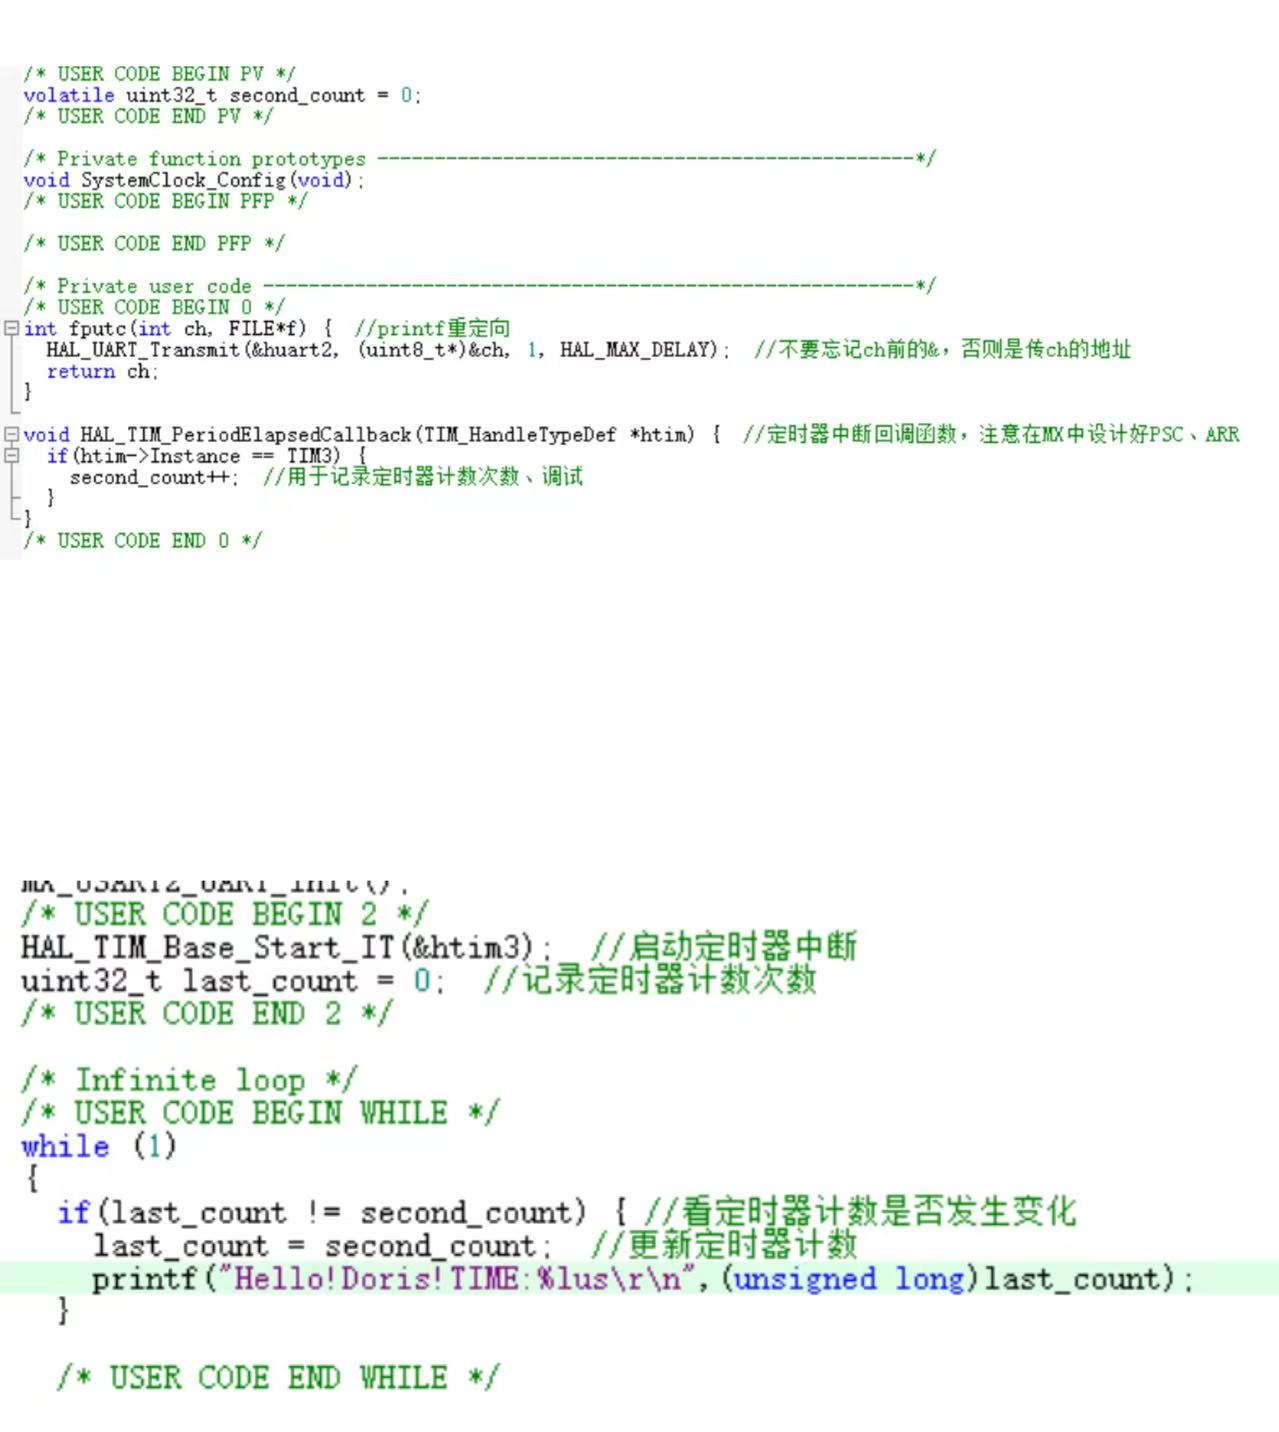 /* USER CODE BEGIN PV */
volatile uint32_t second_count = 0;
/* USER CODE END PV */
/* Private function prototypes -----------------------------------------------*/
void SystemClock_Config(void);
/* USER CODE BEGIN PFP */
/* USER CODE END PFP */
/* Private user code ---------------------------------------------------------*/
/* USER CODE BEGIN 0 */
int fputc(int ch, FILE*f) {  //printf重定向
  HAL_UART_Transmit(&huart2, (uint8_t*)&ch, 1, HAL_MAX_DELAY);  //不要忘记ch前的&，否则是传ch的地址
  return ch;
}
void HAL_TIM_PeriodElapsedCallback(TIM_HandleTypeDef *htim) {  //定时器中断回调函数，注意在MX中设计好PSC、ARR
  if(htim->Instance == TIM3) {
    second_count++;  //用于记录定时器计数次数、调试
  }
}
/* USER CODE END 0 */
MX_USART2_UART_Init();
/* USER CODE BEGIN 2 */
HAL_TIM_Base_Start_IT(&htim3);  //启动定时器中断
uint32_t last_count = 0;  //记录定时器计数次数
/* USER CODE END 2 */
/* Infinite loop */
/* USER CODE BEGIN WHILE */
while (1)
{
  if(last_count != second_count) { //看定时器计数是否发生变化
    last_count = second_count;  //更新定时器计数
    printf("Hello!Doris!TIME:%lus\r\n",(unsigned long)last_count);
  }
  /* USER CODE END WHILE */